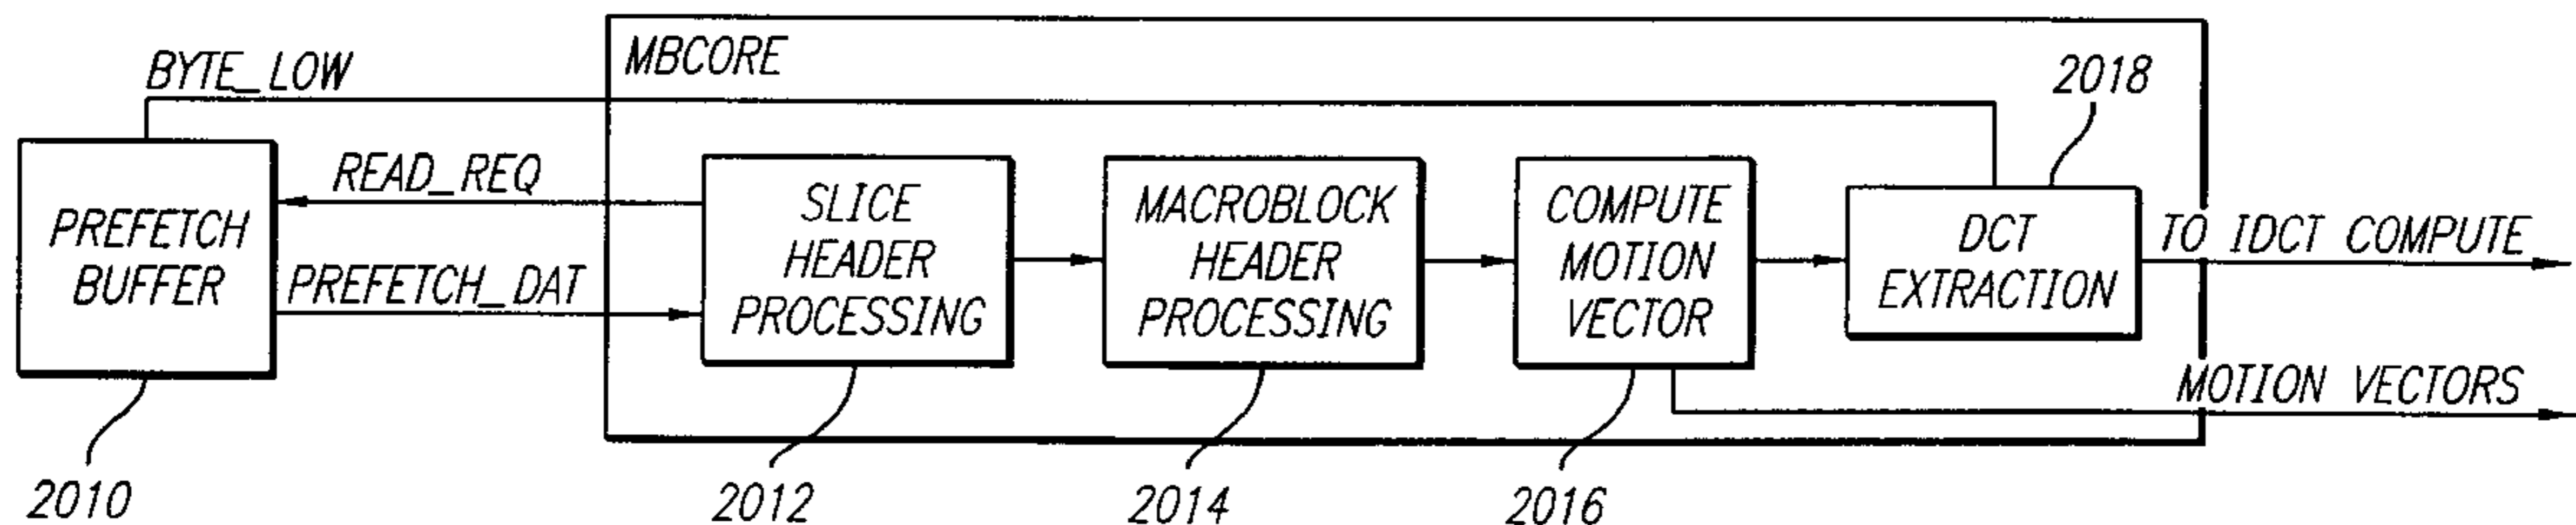 BYTE_LOW
MBCORE
2018
READ_REQ
PREFETCH
BUFFER
PREFETCH_DAT
SLICE
HEADER
PROCESSING
MACROBLOCK
HEADER
PROCESSING
COMPUTE
MOTION
VECTOR
DCT
EXTRACTION
TO IDCT COMPUTE
MOTION VECTORS
2010
2012
2014
2016